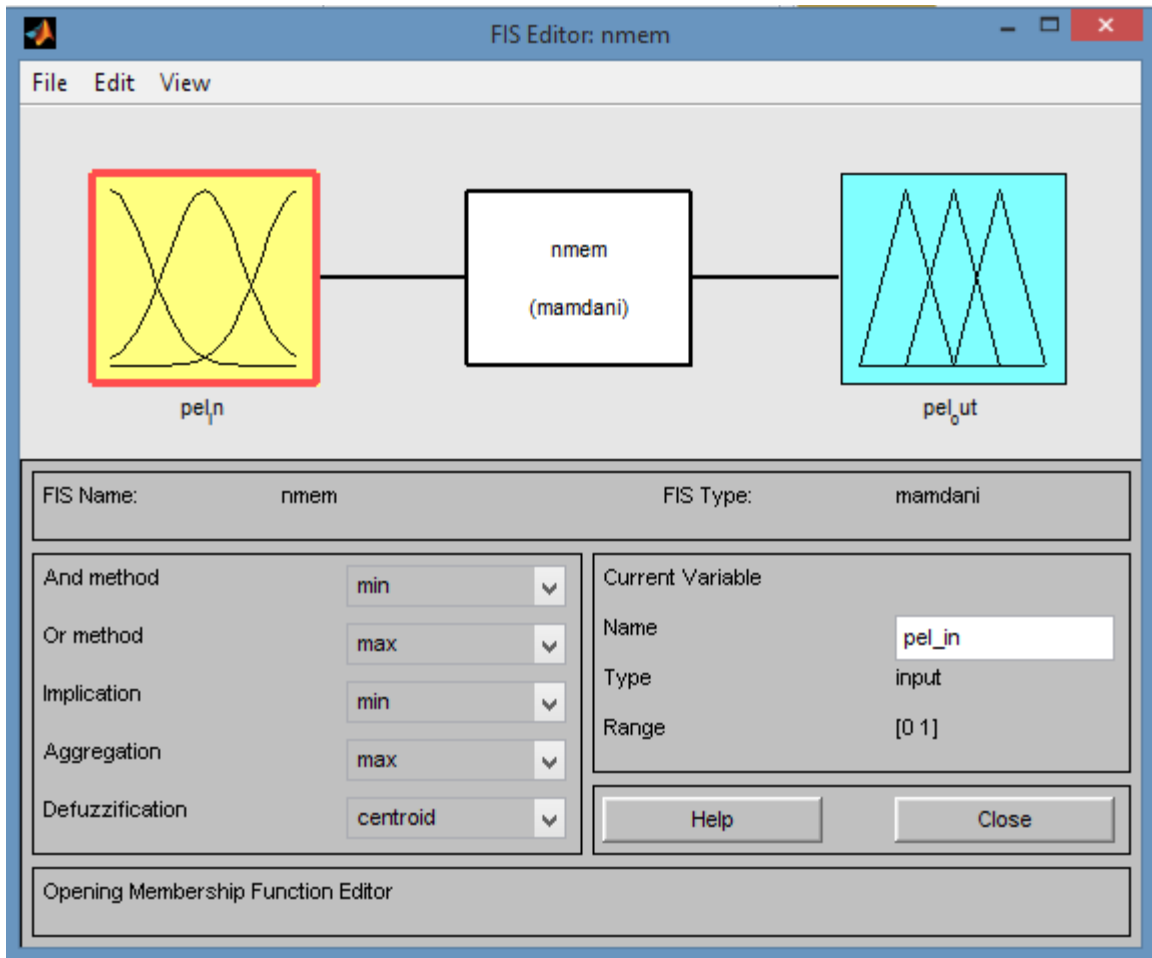 FIS Editor: nmem
File Edit View
nmem
(mamdani)
pel_in
pel_out
FIS Name: nmem FIS Type: mamdani
And method min
Or method max
Implication min
Aggregation max
Defuzzification centroid
Current Variable
Name pel_in
Type input
Range [0 1]
Help Close
Opening Membership Function Editor